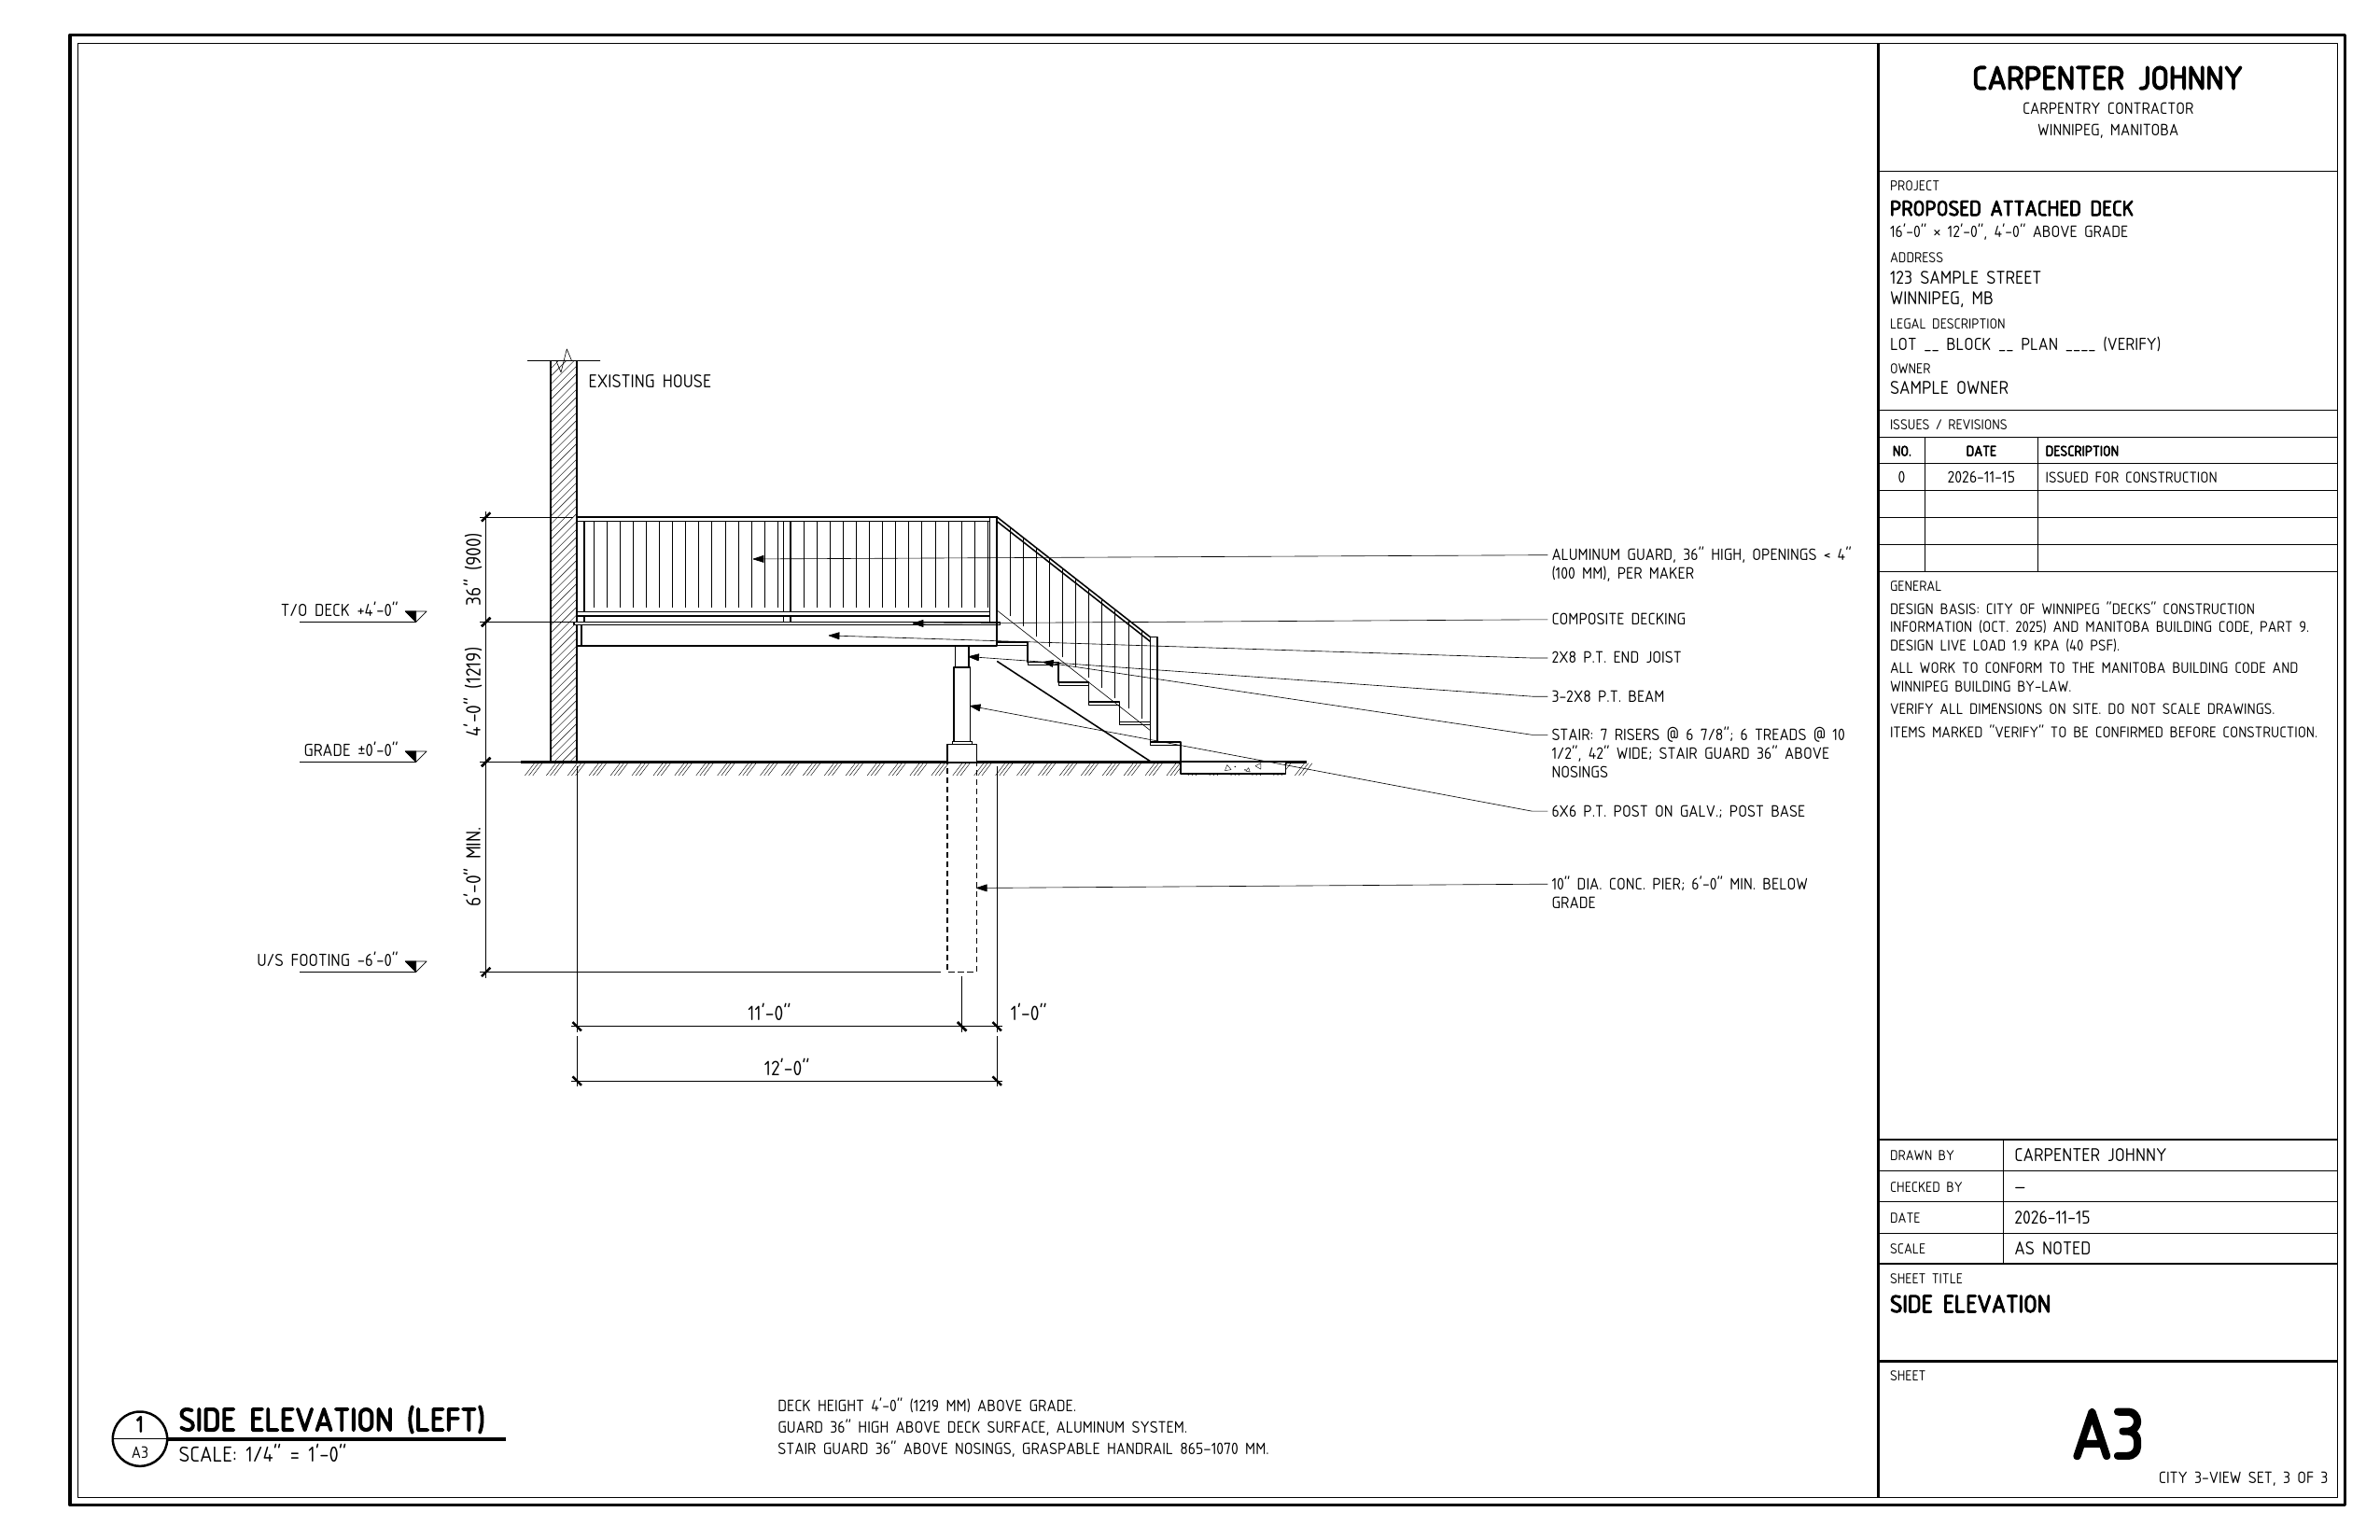 EXISTING HOUSE
36" (900)
T/O DECK +4'-0"
4'-0" (1219)
GRADE ±0'-0"
6'-0" MIN.
U/S FOOTING -6'-0"
11'-0"
1'-0"
12'-0"
ALUMINUM GUARD, 36" HIGH, OPENINGS < 4"
(100 MM), PER MAKER
COMPOSITE DECKING
2X8 P.T. END JOIST
3-2X8 P.T. BEAM
STAIR: 7 RISERS @ 6 7/8"; 6 TREADS @ 10
1/2", 42" WIDE; STAIR GUARD 36" ABOVE
NOSINGS
6X6 P.T. POST ON GALV.; POST BASE
10" DIA. CONC. PIER; 6'-0" MIN. BELOW
GRADE
1
A3
SIDE ELEVATION (LEFT)
SCALE: 1/4" = 1'-0"
DECK HEIGHT 4'-0" (1219 MM) ABOVE GRADE.
GUARD 36" HIGH ABOVE DECK SURFACE, ALUMINUM SYSTEM.
STAIR GUARD 36" ABOVE NOSINGS, GRASPABLE HANDRAIL 865-1070 MM.
CARPENTER JOHNNY
CARPENTRY CONTRACTOR
WINNIPEG, MANITOBA
PROJECT
PROPOSED ATTACHED DECK
16'-0" × 12'-0", 4'-0" ABOVE GRADE
ADDRESS
123 SAMPLE STREET
WINNIPEG, MB
LEGAL DESCRIPTION
LOT __ BLOCK __ PLAN ____ (VERIFY)
OWNER
SAMPLE OWNER
ISSUES / REVISIONS
NO. DATE DESCRIPTION
0 2026-11-15 ISSUED FOR CONSTRUCTION
GENERAL
DESIGN BASIS: CITY OF WINNIPEG "DECKS" CONSTRUCTION
INFORMATION (OCT. 2025) AND MANITOBA BUILDING CODE, PART 9.
DESIGN LIVE LOAD 1.9 KPA (40 PSF).
ALL WORK TO CONFORM TO THE MANITOBA BUILDING CODE AND
WINNIPEG BUILDING BY-LAW.
VERIFY ALL DIMENSIONS ON SITE. DO NOT SCALE DRAWINGS.
ITEMS MARKED "VERIFY" TO BE CONFIRMED BEFORE CONSTRUCTION.
DRAWN BY CARPENTER JOHNNY
CHECKED BY —
DATE 2026-11-15
SCALE AS NOTED
SHEET TITLE
SIDE ELEVATION
SHEET
A3
CITY 3-VIEW SET, 3 OF 3